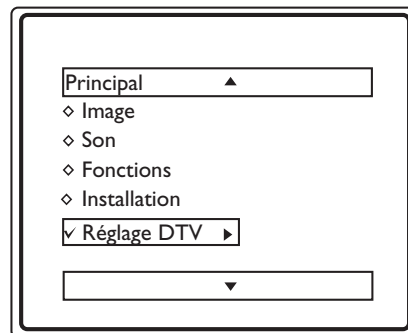 Principal
Image
Son
Fonctions
Installation
Réglage DTV